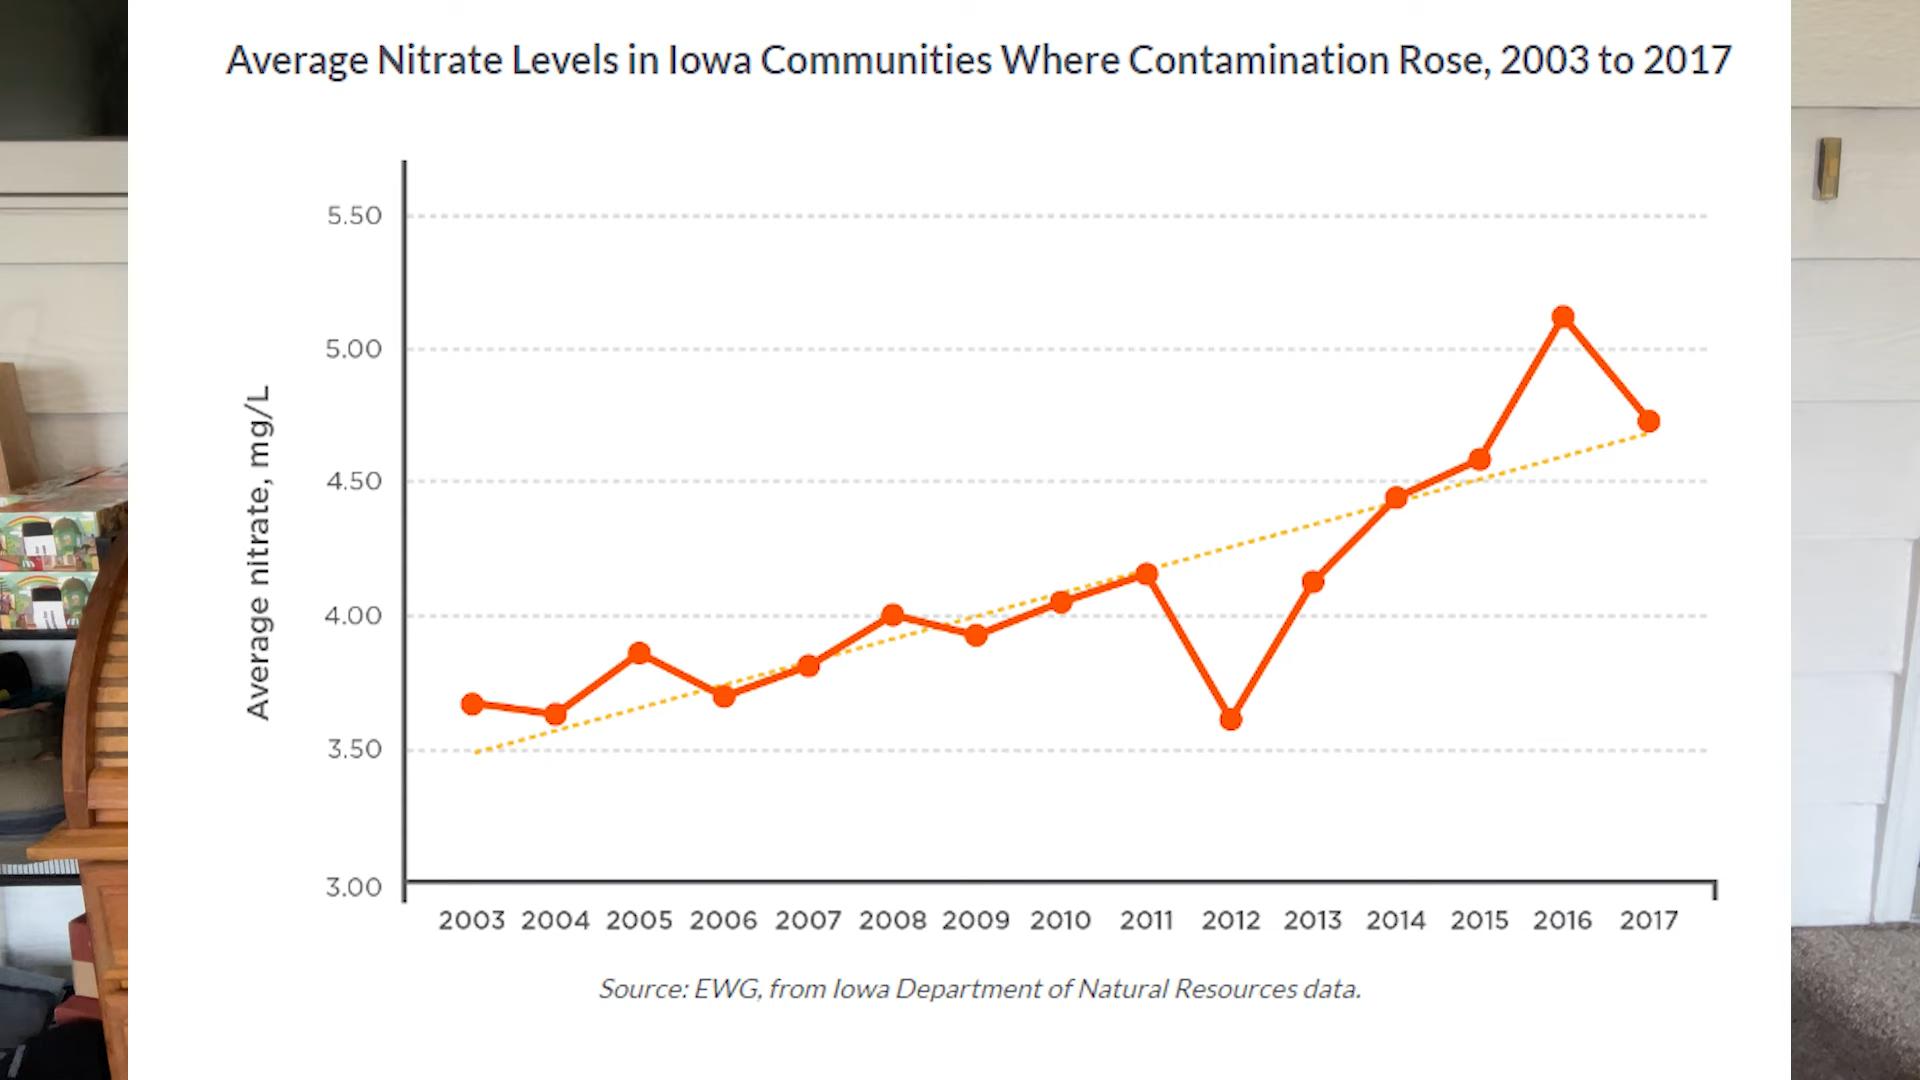 Average Nitrate Levels in Iowa Communities Where Contamination Rose, 2003 to 2017
Average nitrate, mg/L
5.50
5.00
4.50
4.00
3.50
3.00
2003 2004 2005 2006 2007 2008 2009 2010 2011 2012 2013 2014 2015 2016 2017
Source: EWG, from Iowa Department of Natural Resources data.